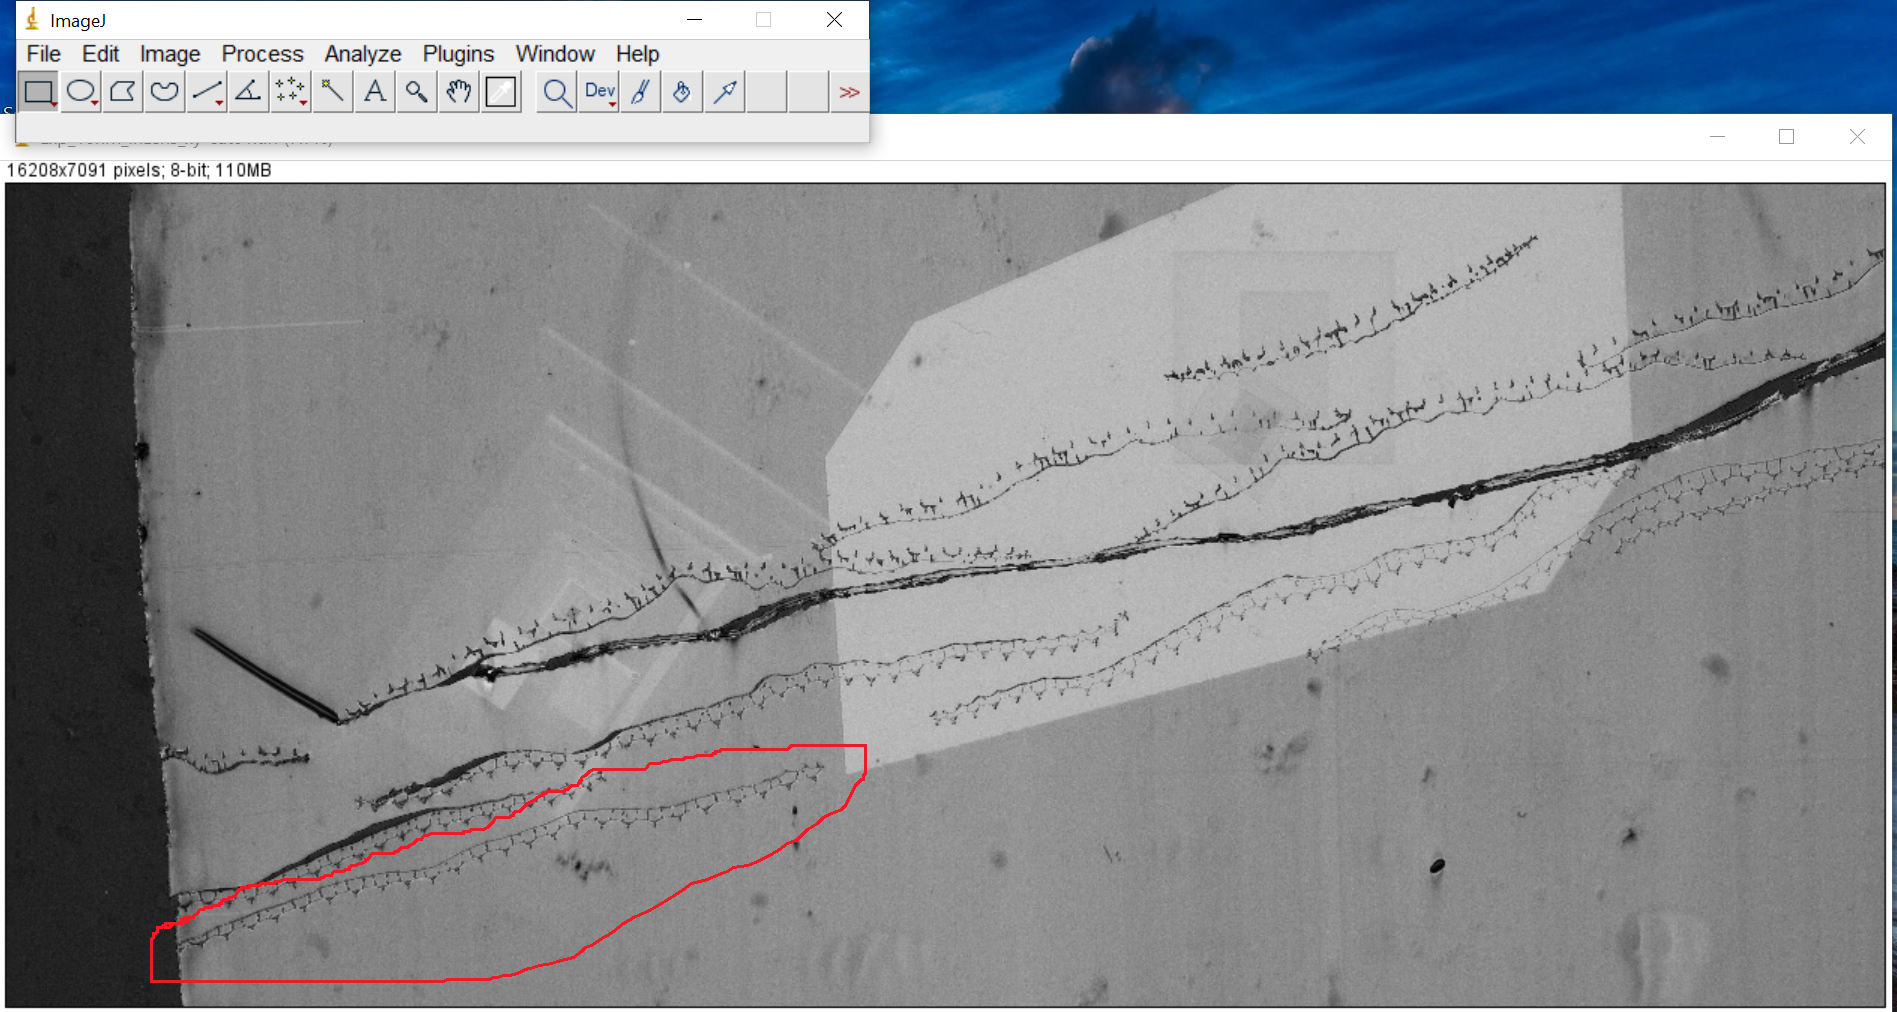 ImageJ
File Edit Image Process Analyze Plugins Window Help
A Dev >>
16208x7091 pixels; 8-bit; 110MB